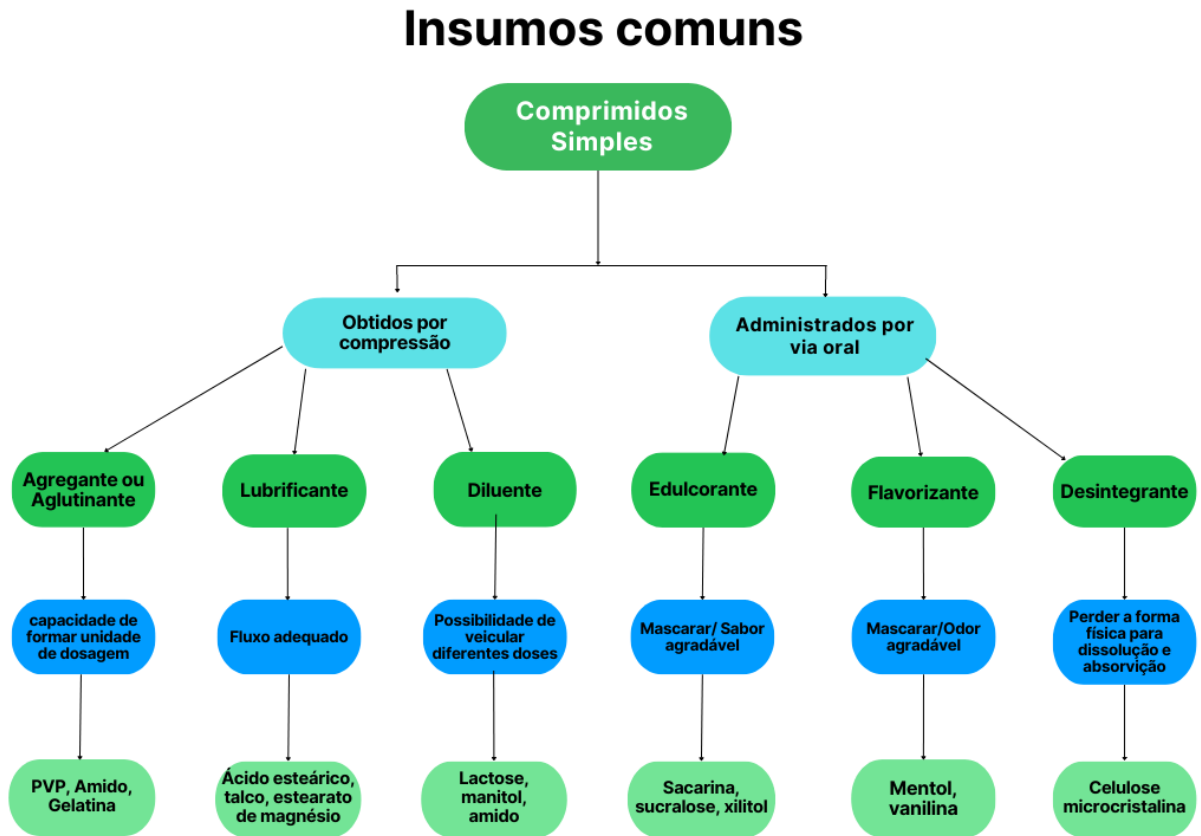 Insumos comuns
Comprimidos
Simples
Obtidos por
compressão
Administrados por
via oral
Agregante ou
Aglutinante
Lubrificante
Diluente
Edulcorante
Flavorizante
Desintegrante
capacidade de
formar unidade
de dosagem
Fluxo adequado
Possibilidade de
veicular
diferentes doses
Mascarar/ Sabor
agradável
Mascarar/Odor
agradável
Perder a forma
física para
dissolução e
absorvição
PVP, Amido,
Gelatina
Ácido esteárico,
talco, estearato
de magnésio
Lactose,
manitol,
amido
Sacarina,
sucralose, xilitol
Mentol,
vanilina
Celulose
microcristalina